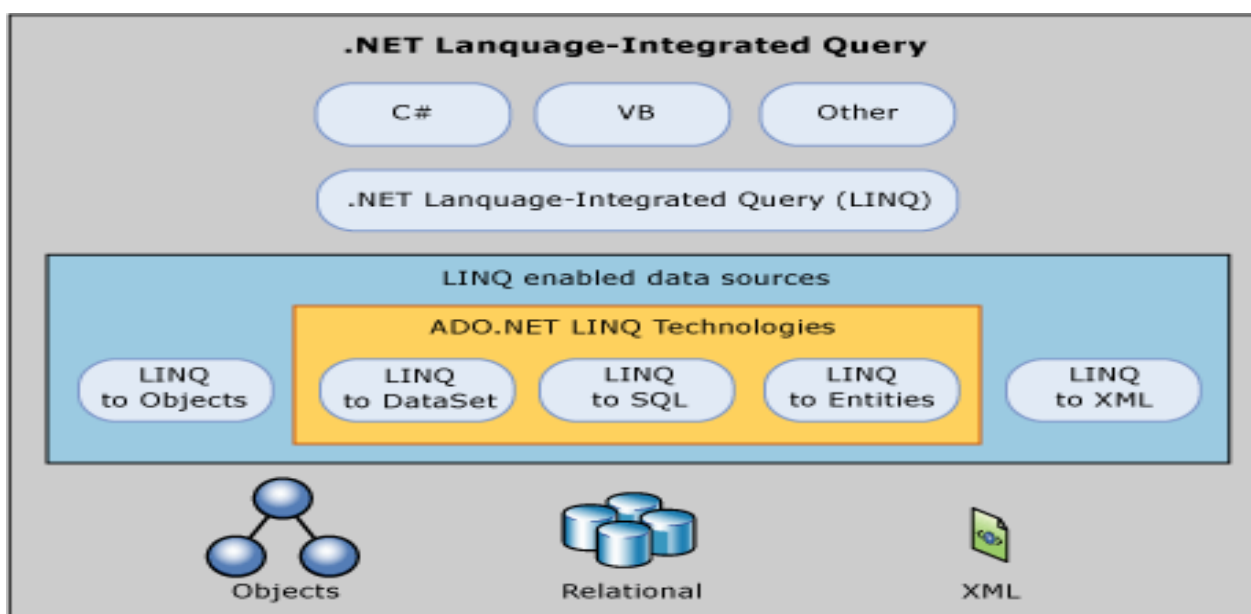 .NET Lanquage-Integrated Query
C# VB Other
.NET Lanquage-Integrated Query (LINQ)
LINQ enabled data sources
ADO.NET LINQ Technologies
LINQ
to Objects
LINQ
to DataSet
LINQ
to SQL
LINQ
to Entities
LINQ
to XML
Objects Relational XML